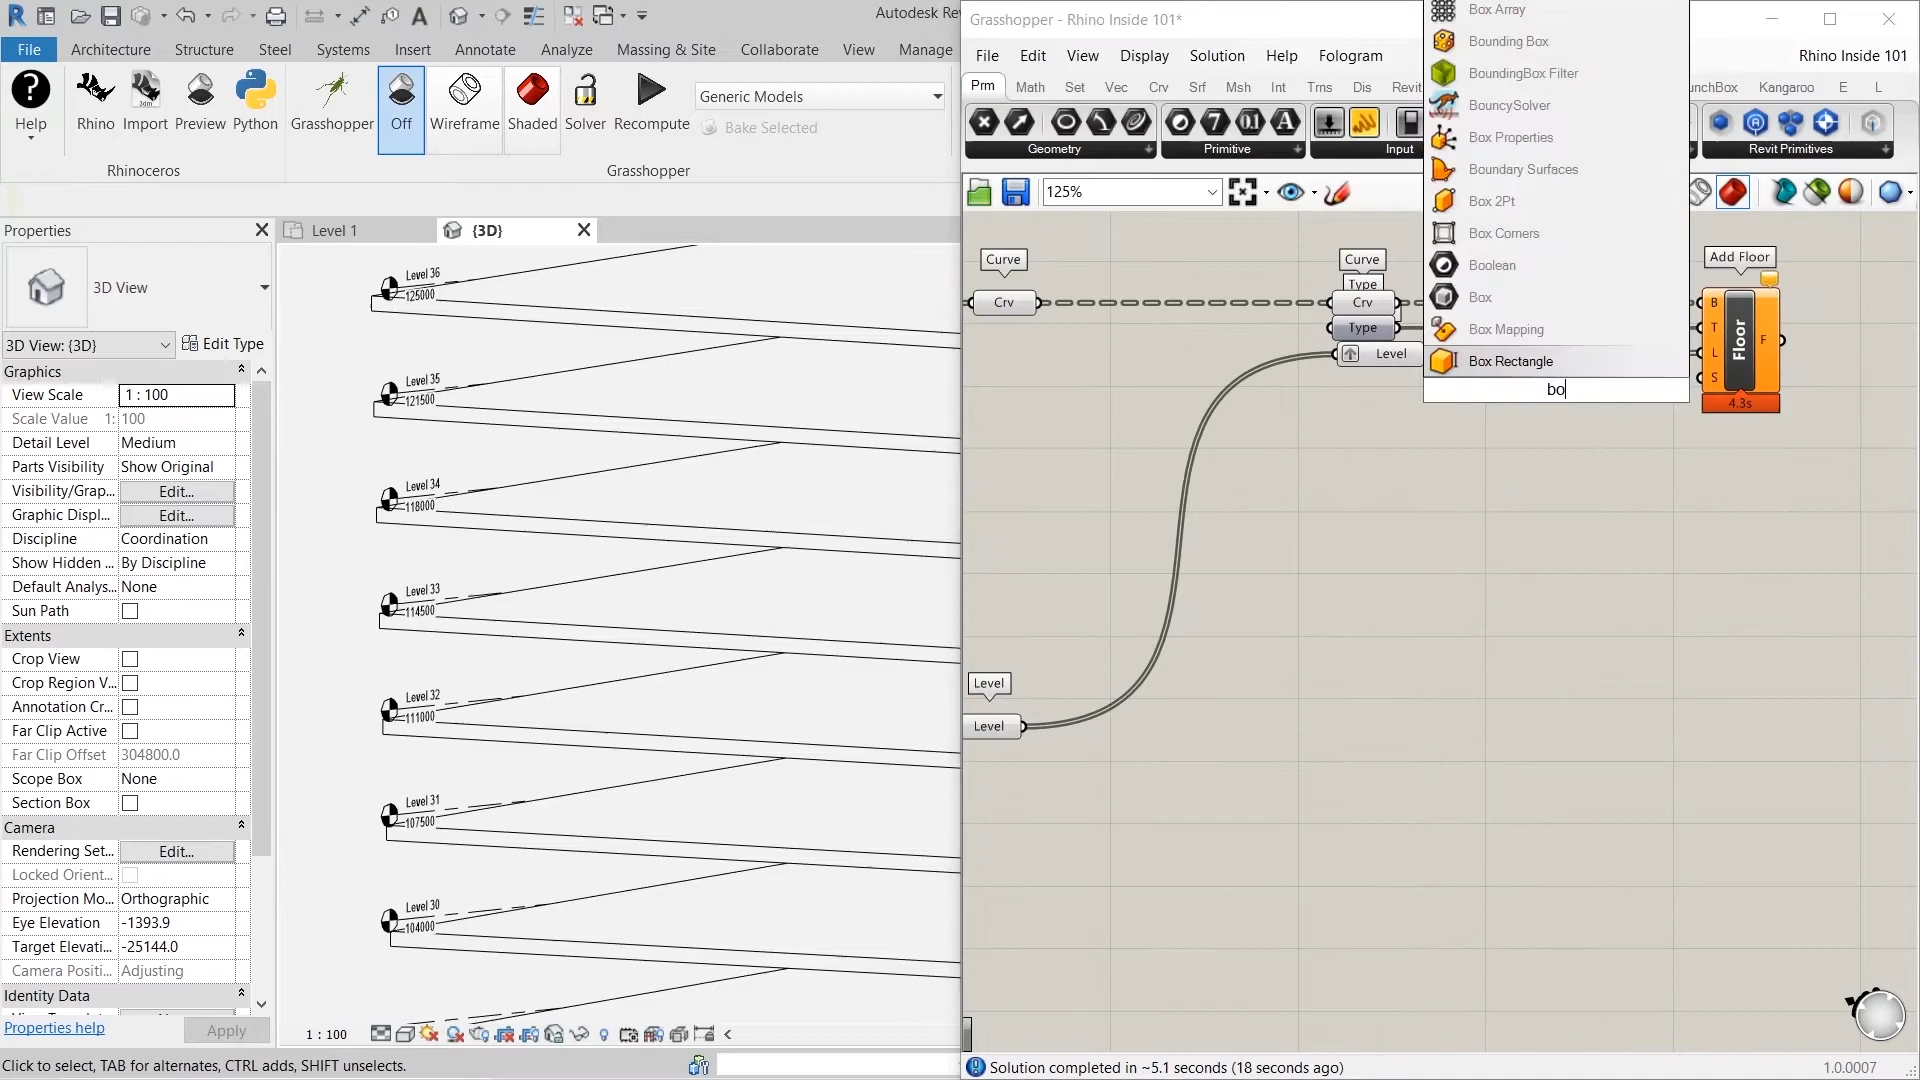 Autodesk Rev
File
Architecture
Structure
Steel
Systems
Insert
Annotate
Analyze
Massing & Site
Collaborate
View
Manage
Help
Rhino
Import
Preview
Python
Grasshopper
Off
Wireframe
Shaded
Solver
Recompute
Generic Models
Bake Selected
Rhinoceros
Grasshopper
Properties
3D View
3D View: {3D}
Edit Type
Graphics
View Scale 1 : 100
Scale Value 1: 100
Detail Level Medium
Parts Visibility Show Original
Visibility/Grap... Edit...
Graphic Displ... Edit...
Discipline Coordination
Show Hidden ... By Discipline
Default Analys... None
Sun Path
Extents
Crop View
Crop Region V...
Annotation Cr...
Far Clip Active
Far Clip Offset 304800.0
Scope Box None
Section Box
Camera
Rendering Set... Edit...
Locked Orient...
Projection Mo... Orthographic
Eye Elevation -1393.9
Target Elevati... -25144.0
Camera Positi... Adjusting
Identity Data
Properties help
Apply
Level 1
{3D}
Level 36
125000
Level 35
121500
Level 34
118000
Level 33
114500
Level 32
111000
Level 31
107500
Level 30
104000
1 : 100
Click to select, TAB for alternates, CTRL adds, SHIFT unselects.
Grasshopper - Rhino Inside 101*
File
Edit
View
Display
Solution
Help
Fologram
Rhino Inside 101
Prm
Math
Set
Vec
Crv
Srf
Msh
Int
Trns
Dis
Revit
unchBox
Kangaroo
E
L
Geometry
Primitive
Input
Revit Primitives
125%
Box Array
Bounding Box
BoundingBox Filter
BouncySolver
Box Properties
Boundary Surfaces
Box 2Pt
Box Corners
Boolean
Box
Box Mapping
Box Rectangle
bo
Curve
Crv
Curve
Type
Crv
Type
Level
Level
Level
Add Floor
B
T
L
S
Floor
F
4.3s
Solution completed in ~5.1 seconds (18 seconds ago)
1.0.0007